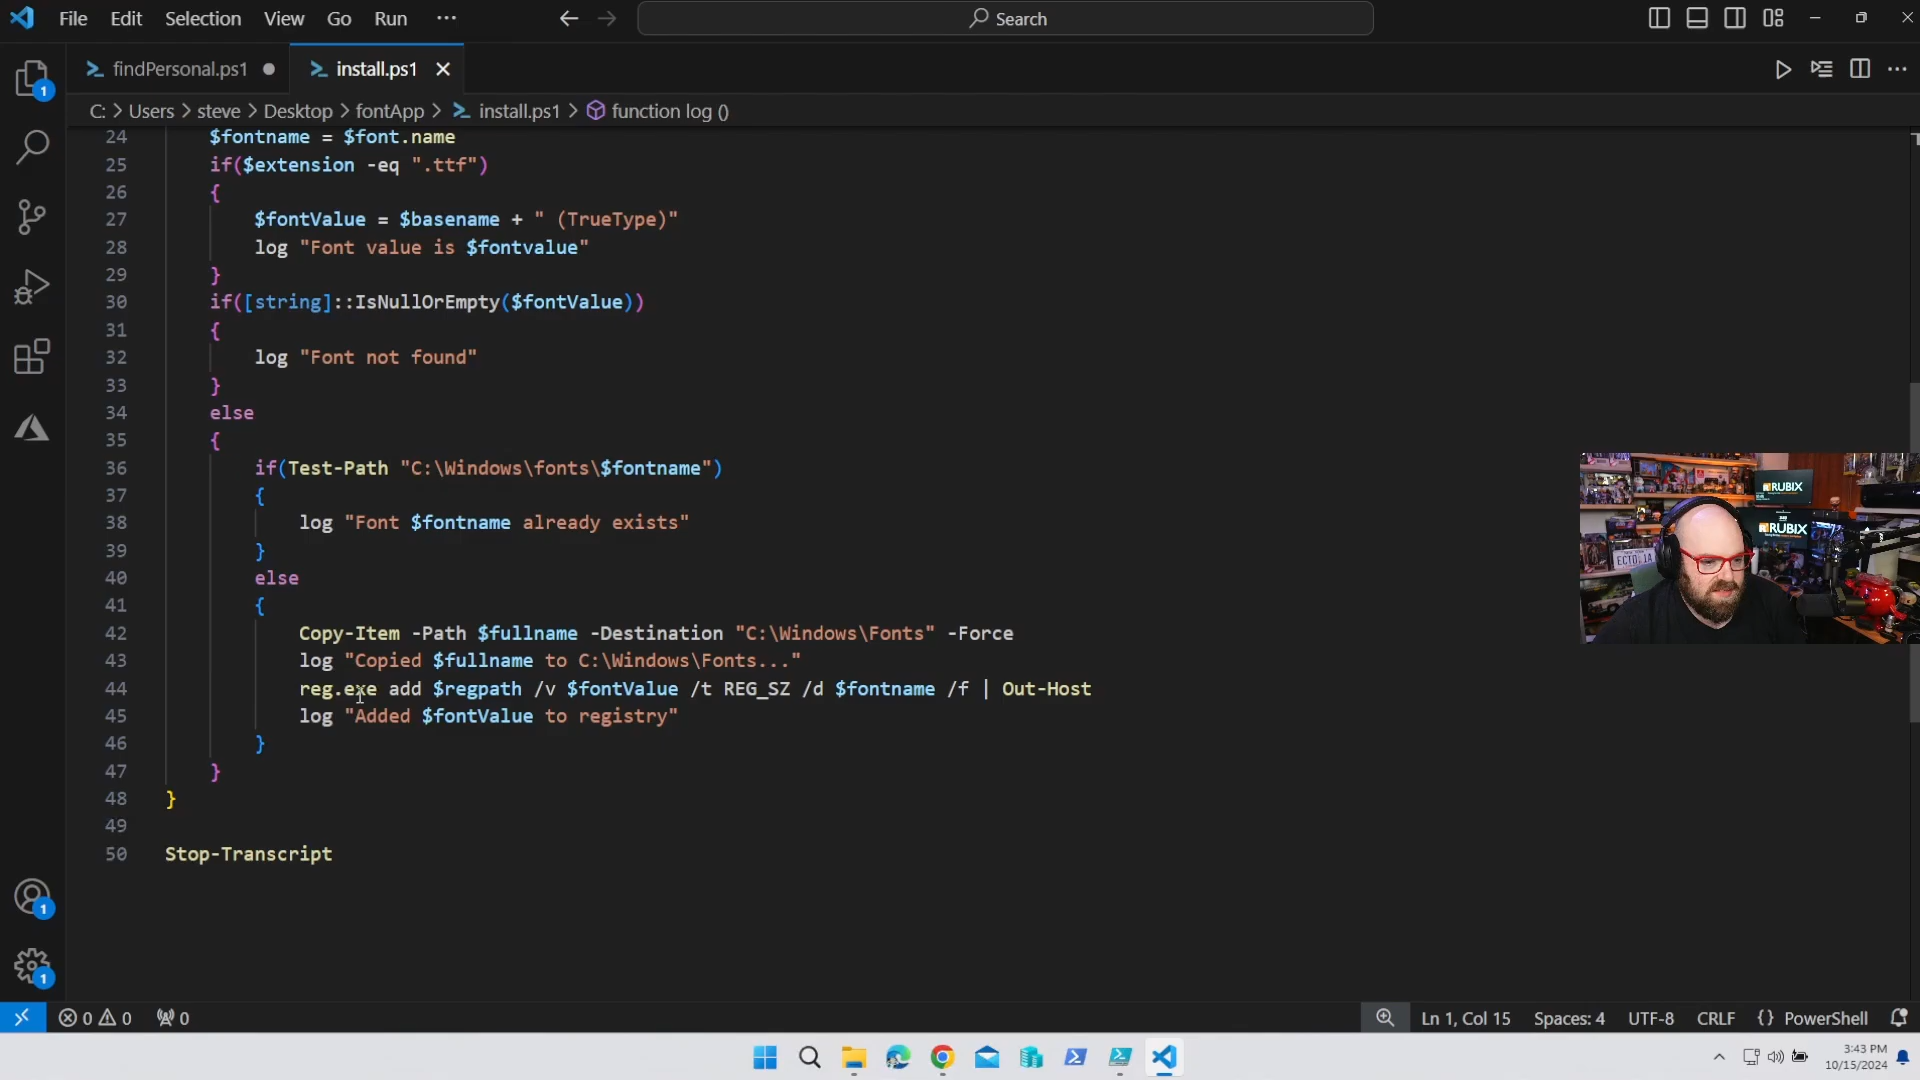 File Edit Selection View Go Run ···
Search
findPersonal.ps1
install.ps1
C: > Users > steve > Desktop > fontApp > install.ps1 > function log ()
24 $fontname = $font.name
25 if($extension -eq ".ttf")
26 {
27 $fontValue = $basename + " (TrueType)"
28 log "Font value is $fontvalue"
29 }
30 if([string]::IsNullOrEmpty($fontValue))
31 {
32 log "Font not found"
33 }
34 else
35 {
36 if(Test-Path "C:\Windows\fonts\$fontname")
37 {
38 log "Font $fontname already exists"
39 }
40 else
41 {
42 Copy-Item -Path $fullname -Destination "C:\Windows\Fonts" -Force
43 log "Copied $fullname to C:\Windows\Fonts..."
44 reg.exe add $regpath /v $fontValue /t REG_SZ /d $fontname /f | Out-Host
45 log "Added $fontValue to registry"
46 }
47 }
48 }
49
50 Stop-Transcript
1
1
1
RUBIX
RUBIX
ECTO-1A
0 0 0
Ln 1, Col 15 Spaces: 4 UTF-8 CRLF {} PowerShell
3:43 PM
10/15/2024